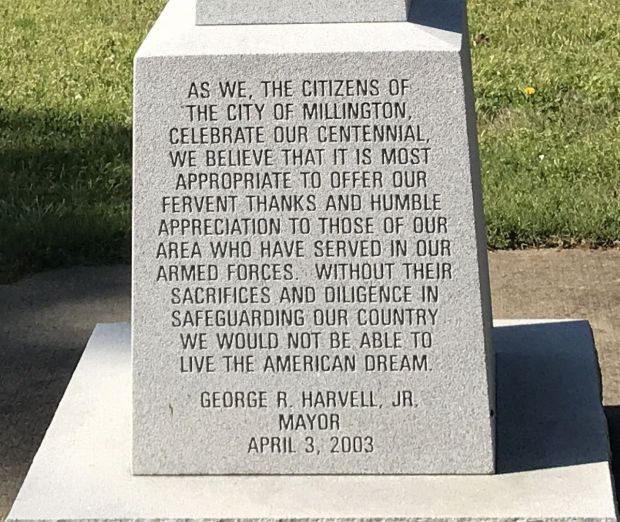 AS WE, THE CITIZENS OF
THE CITY OF MILLINGTON,
CELEBRATE OUR CENTENNIAL,
WE BELIEVE THAT IT IS MOST
APPROPRIATE TO OFFER OUR
FERVENT THANKS AND HUMBLE
APPRECIATION TO THOSE OF OUR
AREA WHO HAVE SERVED IN OUR
ARMED FORCES. WITHOUT THEIR
SACRIFICES AND DILIGENCE IN
SAFEGUARDING OUR COUNTRY
WE WOULD NOT BE ABLE TO
LIVE THE AMERICAN DREAM.
GEORGE R. HARVELL, JR.
MAYOR
APRIL 3, 2003